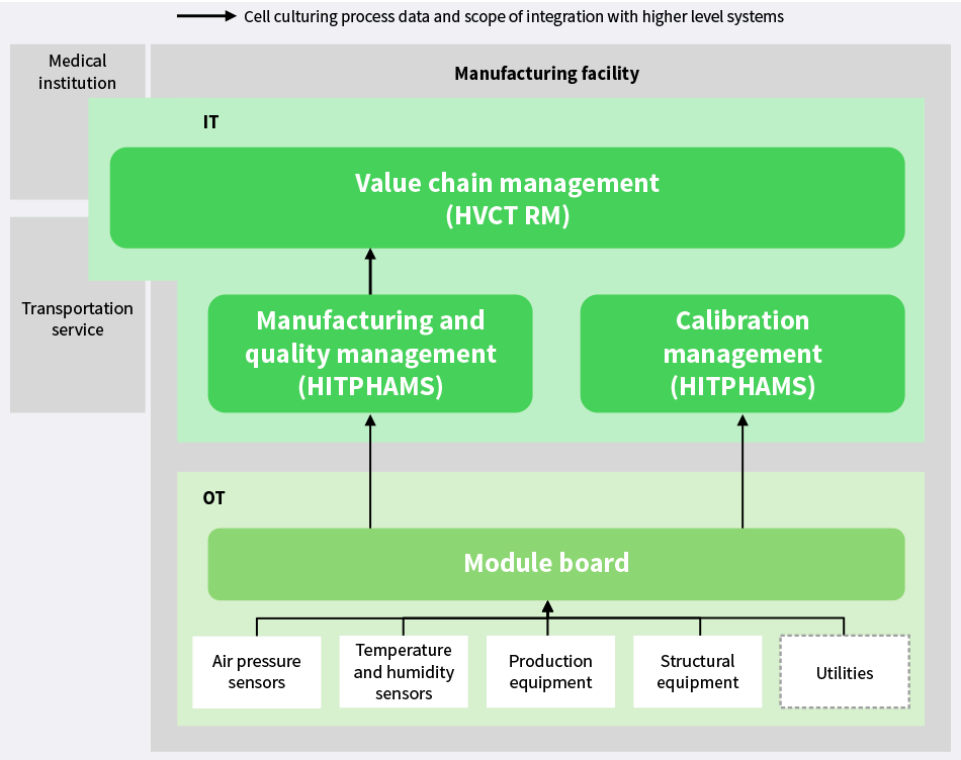 Cell culturing process data and scope of integration with higher level systems
Medical
institution
Manufacturing facility
IT
Value chain management
(HVCT RM)
Transportation
service
Manufacturing and
quality management
(HITPHAMS)
Calibration
management
(HITPHAMS)
OT
Module board
Air pressure
sensors
Temperature
and humidity
sensors
Production
equipment
Structural
equipment
Utilities